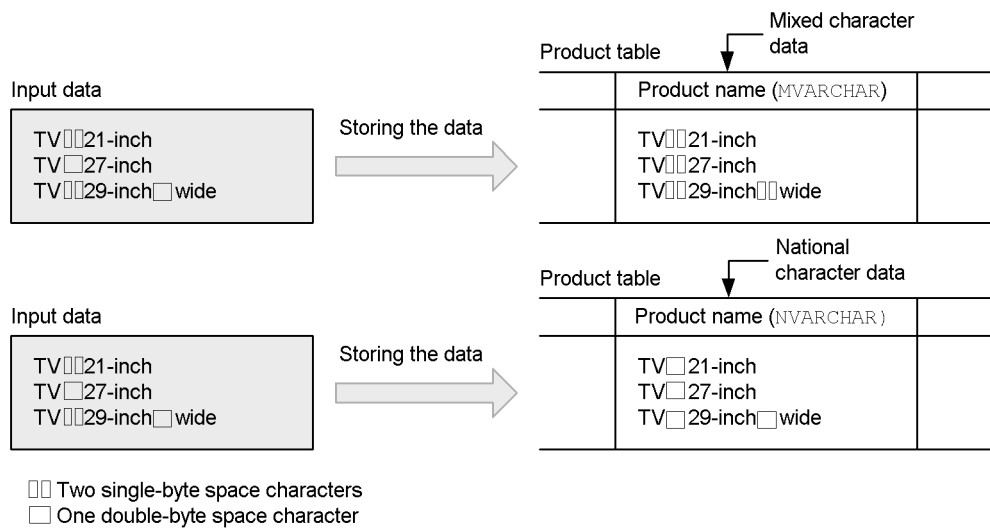 Mixed character
data
Product table
Input data
Product name (MVARCHAR)
TV▯▯21-inch
TV□27-inch
TV▯▯29-inch□wide
Storing the data
TV▯▯21-inch
TV▯▯27-inch
TV▯▯29-inch▯▯wide
National
character data
Product table
Input data
Product name (NVARCHAR)
TV▯▯21-inch
TV□27-inch
TV▯▯29-inch□wide
Storing the data
TV□21-inch
TV□27-inch
TV□29-inch□wide
▯▯ Two single-byte space characters
□ One double-byte space character